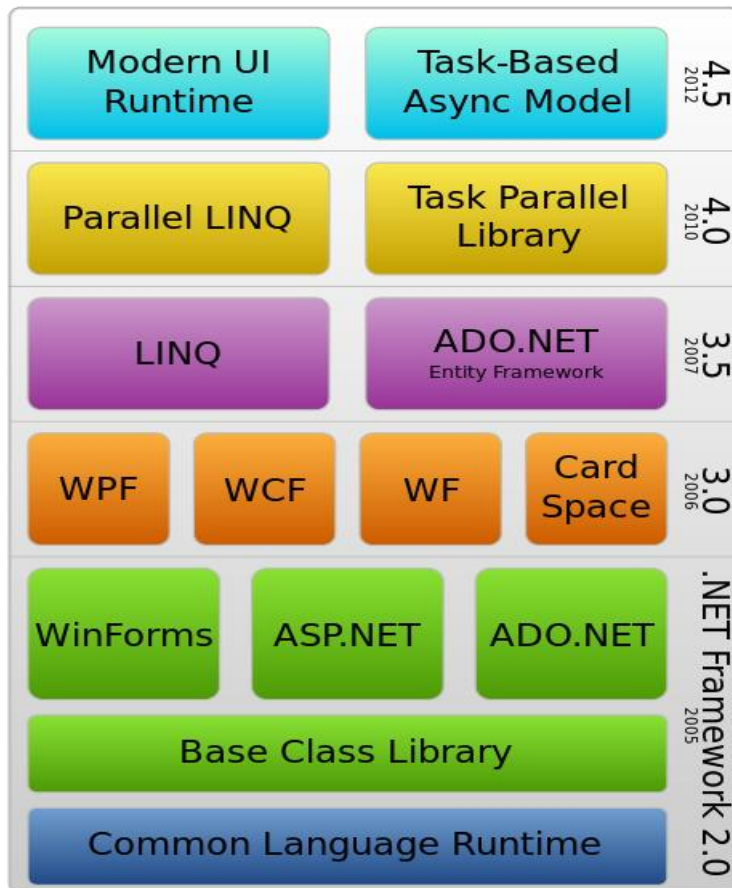 Modern UI
Runtime
Task-Based
Async Model
4.5
2012
Parallel LINQ
Task Parallel
Library
4.0
2010
LINQ
ADO.NET
Entity Framework
3.5
2007
WPF
WCF
WF
Card
Space
3.0
2006
WinForms
ASP.NET
ADO.NET
Base Class Library
Common Language Runtime
.NET Framework 2.0
2005